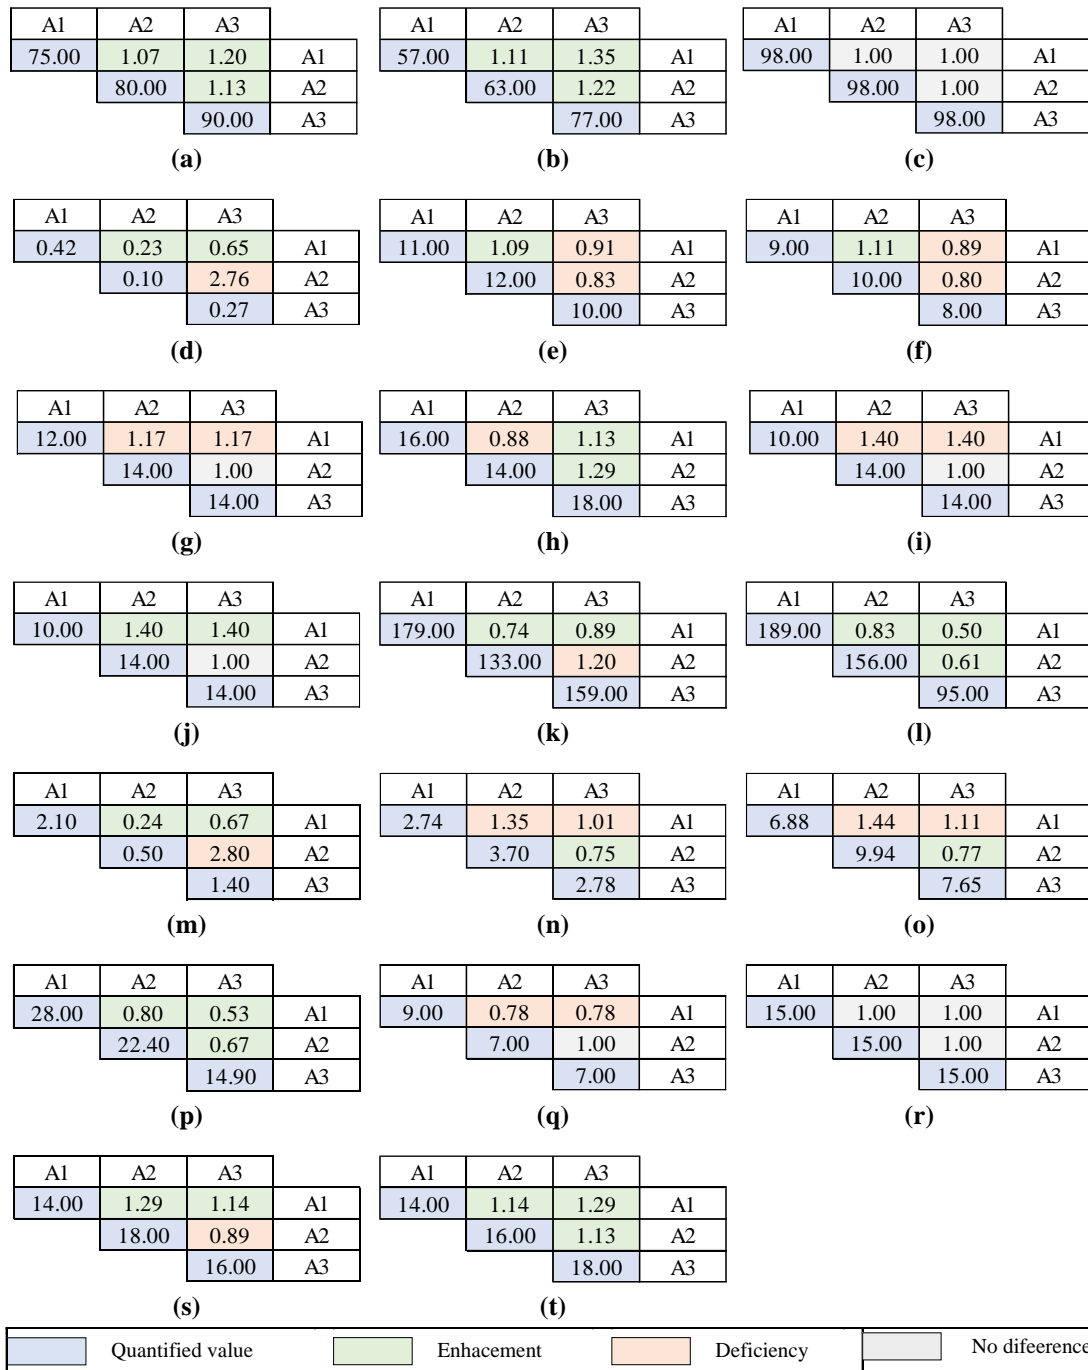 A1 A2 A3 A1 A2 A3 A1 A2 A3
75.00 1.07 1.20 A1 57.00 1.11 1.35 A1 98.00 1.00 1.00 A1
80.00 1.13 A2 63.00 1.22 A2 98.00 1.00 A2
90.00 A3 77.00 A3 98.00 A3
(a) (b) (c)
A1 A2 A3 A1 A2 A3 A1 A2 A3
0.42 0.23 0.65 A1 11.00 1.09 0.91 A1 9.00 1.11 0.89 A1
0.10 2.76 A2 12.00 0.83 A2 10.00 0.80 A2
0.27 A3 10.00 A3 8.00 A3
(d) (e) (f)
A1 A2 A3 A1 A2 A3 A1 A2 A3
12.00 1.17 1.17 A1 16.00 0.88 1.13 A1 10.00 1.40 1.40 A1
14.00 1.00 A2 14.00 1.29 A2 14.00 1.00 A2
14.00 A3 18.00 A3 14.00 A3
(g) (h) (i)
A1 A2 A3 A1 A2 A3 A1 A2 A3
10.00 1.40 1.40 A1 179.00 0.74 0.89 A1 189.00 0.83 0.50 A1
14.00 1.00 A2 133.00 1.20 A2 156.00 0.61 A2
14.00 A3 159.00 A3 95.00 A3
(j) (k) (l)
A1 A2 A3 A1 A2 A3 A1 A2 A3
2.10 0.24 0.67 A1 2.74 1.35 1.01 A1 6.88 1.44 1.11 A1
0.50 2.80 A2 3.70 0.75 A2 9.94 0.77 A2
1.40 A3 2.78 A3 7.65 A3
(m) (n) (o)
A1 A2 A3 A1 A2 A3 A1 A2 A3
28.00 0.80 0.53 A1 9.00 0.78 0.78 A1 15.00 1.00 1.00 A1
22.40 0.67 A2 7.00 1.00 A2 15.00 1.00 A2
14.90 A3 7.00 A3 15.00 A3
(p) (q) (r)
A1 A2 A3 A1 A2 A3
14.00 1.29 1.14 A1 14.00 1.14 1.29 A1
18.00 0.89 A2 16.00 1.13 A2
16.00 A3 18.00 A3
(s) (t)
Quantified value Enhacement Deficiency No difeerence